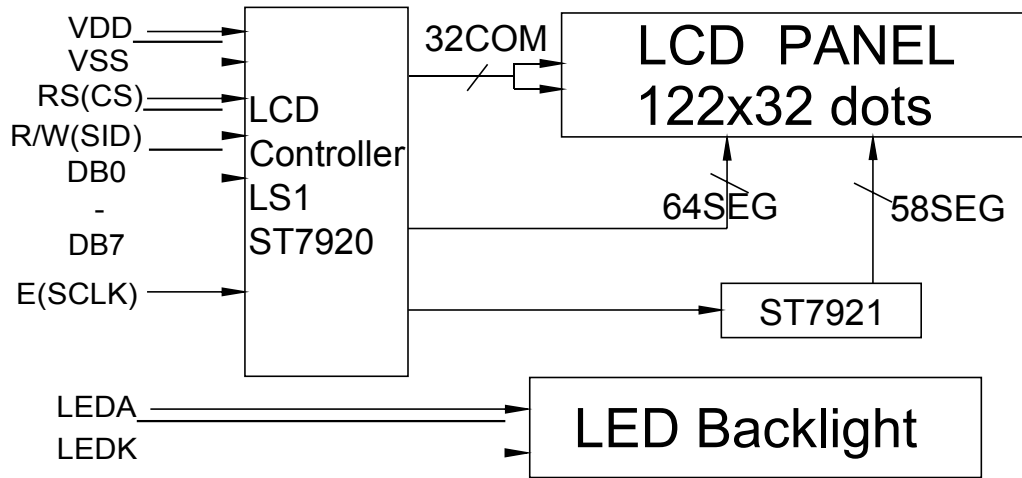 VDD
VSS
RS(CS)
R/W(SID)
DB0
-
DB7
E(SCLK)
LEDA
LEDK
LCD
Controller
LS1
ST7920
32COM
LCD PANEL
122x32 dots
64SEG
58SEG
ST7921
LED Backlight